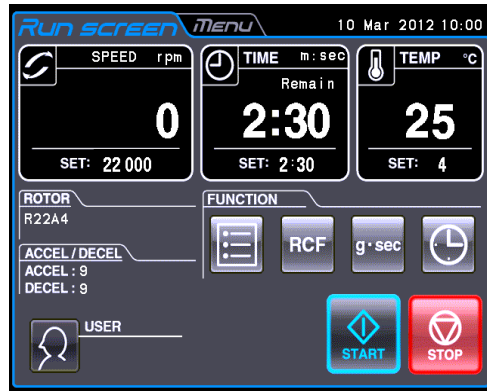 Run screen Menu 10 Mar 2012 10:00
SPEED rpm
0
SET: 22 000
TIME m:sec
Remain
2:30
SET: 2:30
TEMP °C
25
SET: 4
ROTOR
R22A4
ACCEL/DECEL
ACCEL: 9
DECEL: 9
USER
FUNCTION
RCF
g·sec
START
STOP